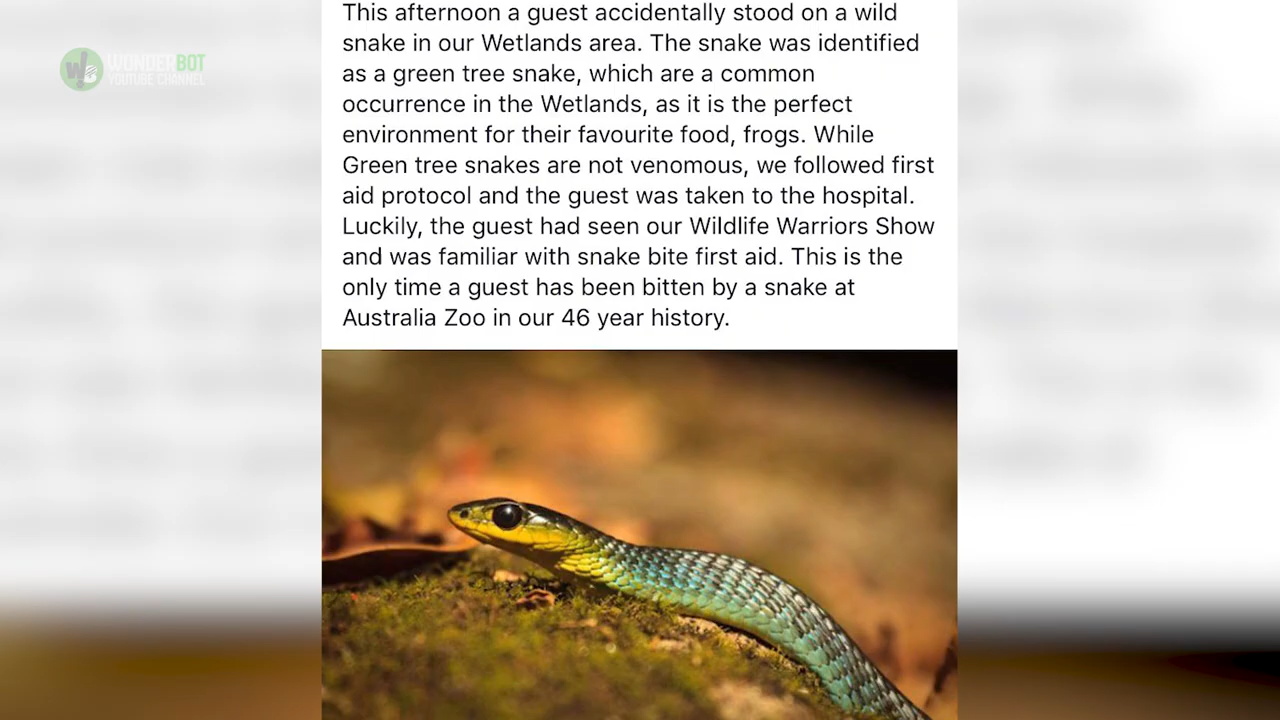 This afternoon a guest accidentally stood on a wild
snake in our Wetlands area. The snake was identified
as a green tree snake, which are a common
occurrence in the Wetlands, as it is the perfect
environment for their favourite food, frogs. While
Green tree snakes are not venomous, we followed first
aid protocol and the guest was taken to the hospital.
Luckily, the guest had seen our Wildlife Warriors Show
and was familiar with snake bite first aid. This is the
only time a guest has been bitten by a snake at
Australia Zoo in our 46 year history.
WONDERBOT
YOUTUBE CHANNEL